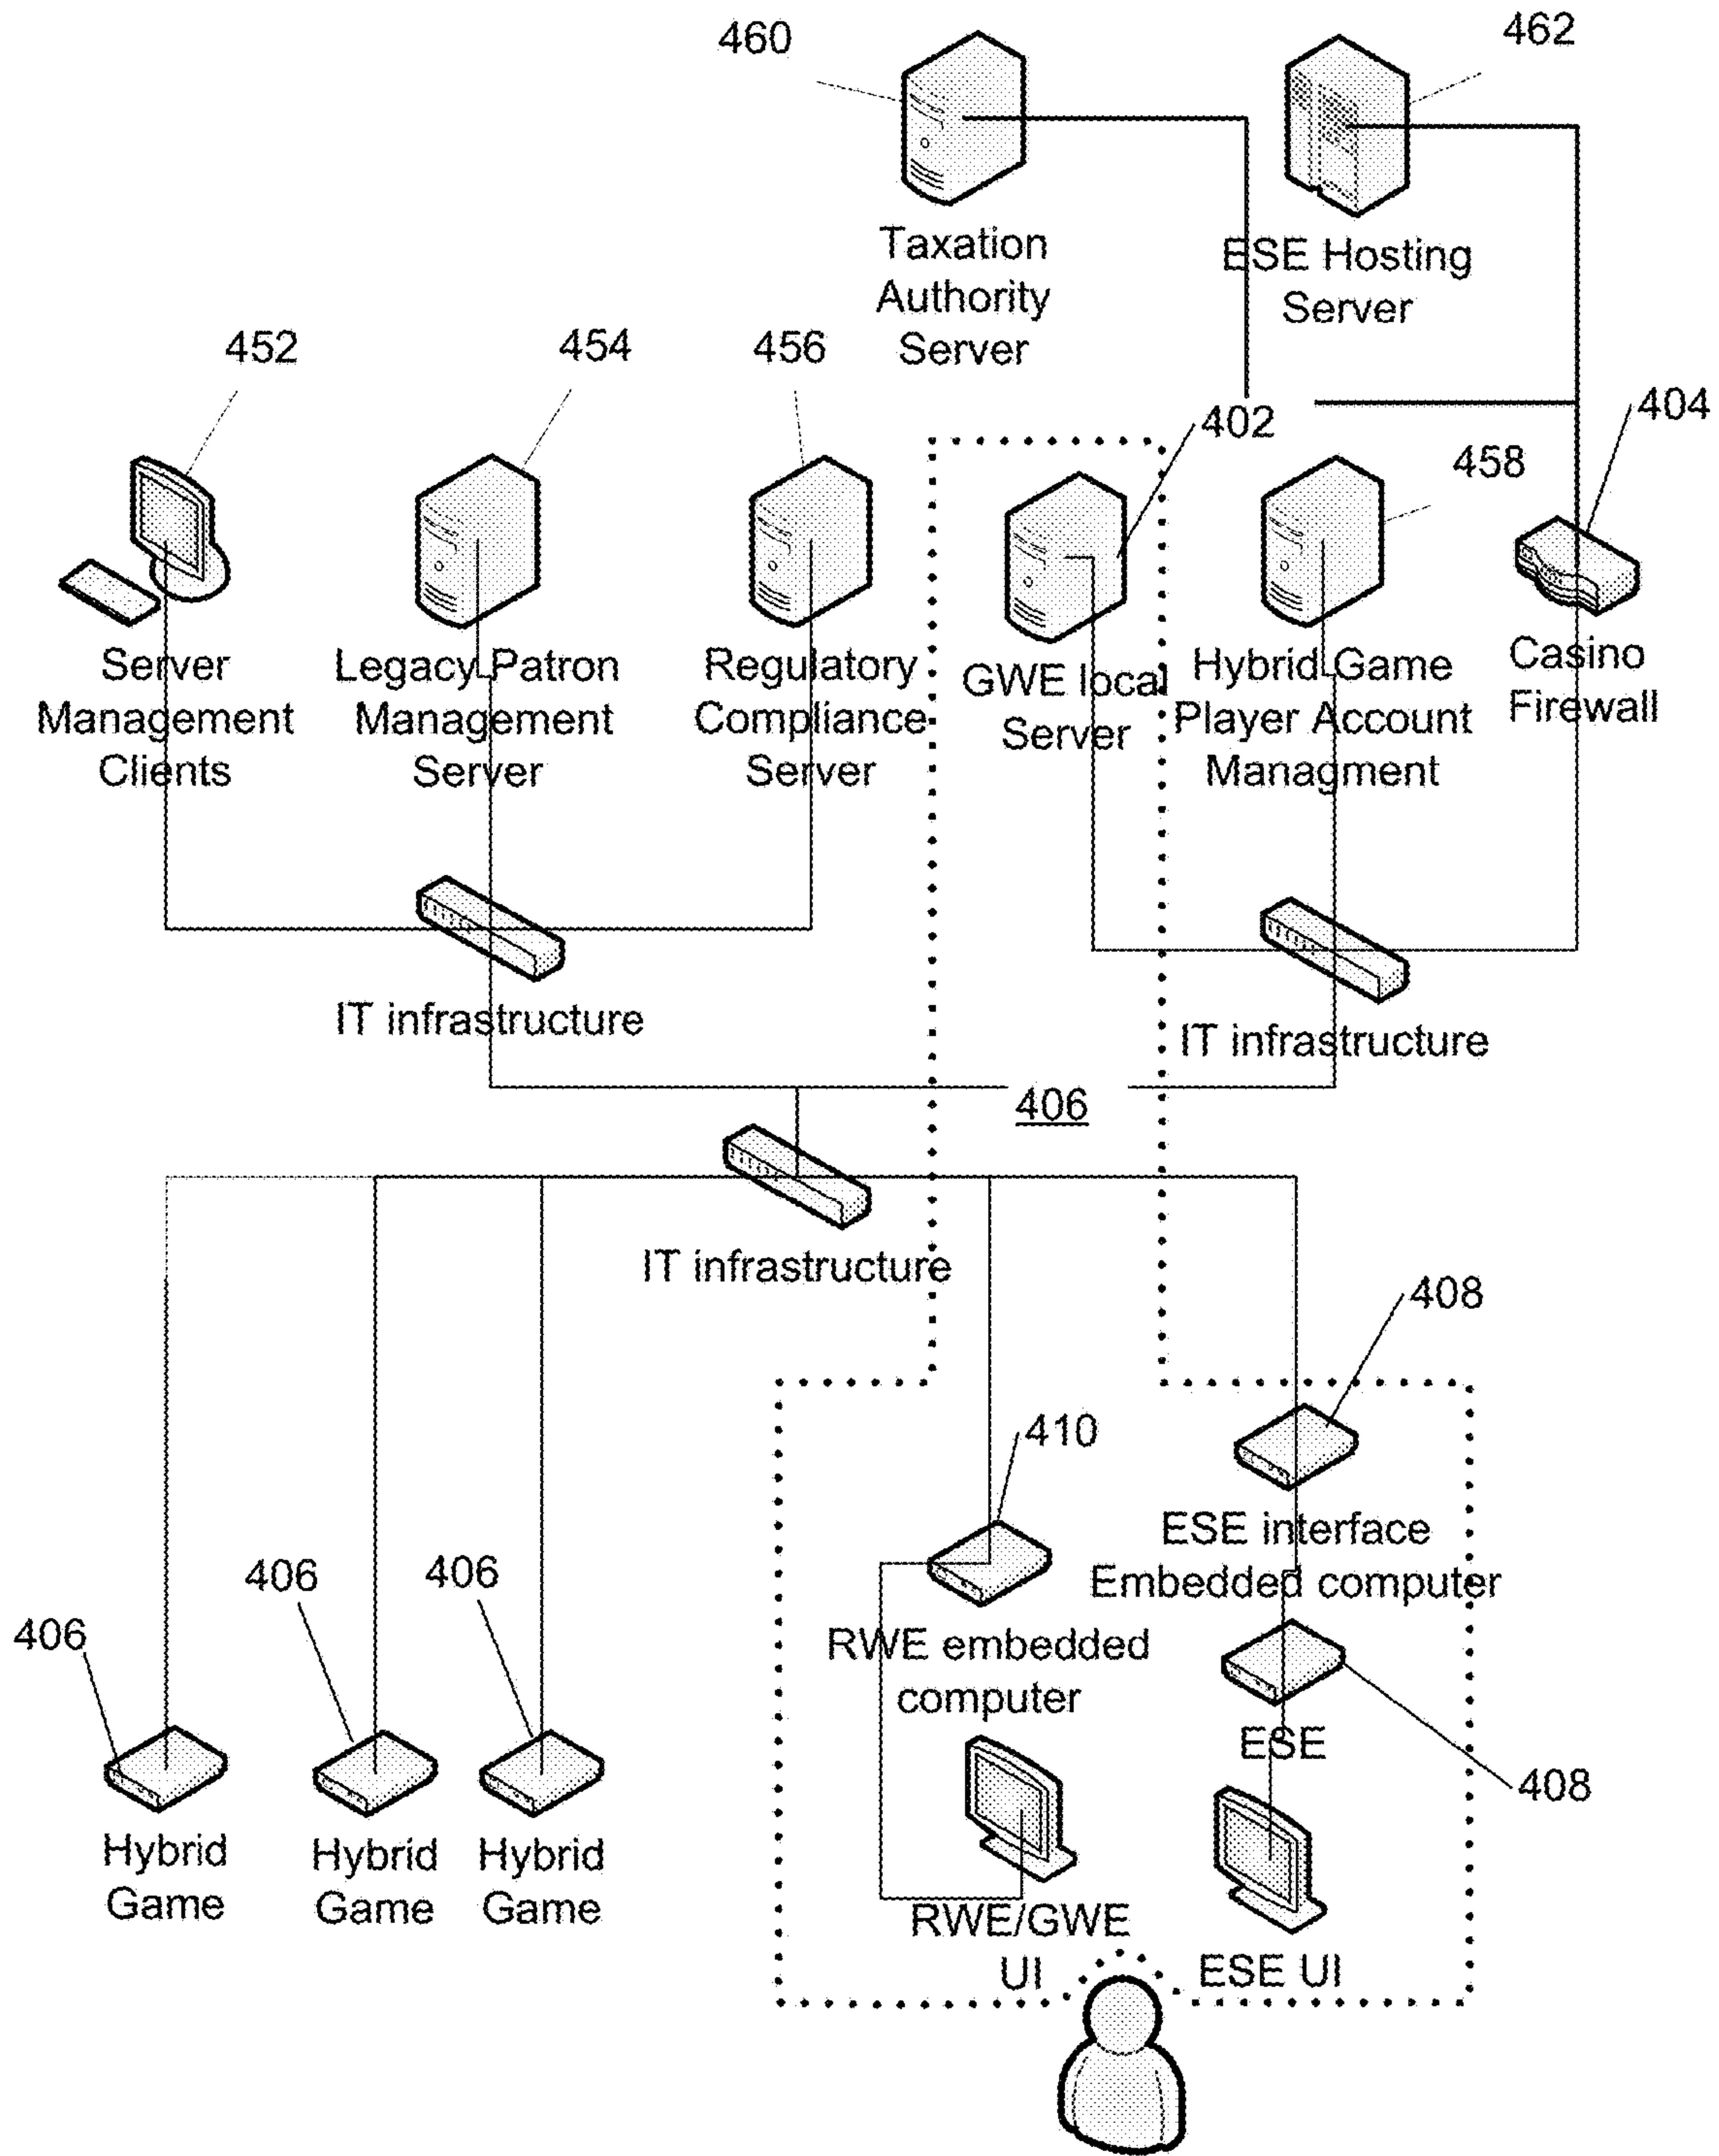 460
462
Taxation
Authority
Server
ESE Hosting
Server
452
454
456
402
404
458
Server
Management
Clients
Legacy Patron
Management
Server
Regulatory
Compliance
Server
GWE local
Server
Hybrid Game
Player Account
Managment
Casino
Firewall
IT infrastructure
IT infrastructure
406
IT infrastructure
408
410
ESE interface
Embedded computer
406
406
406
RWE embedded
computer
ESE
408
Hybrid
Game
Hybrid
Game
Hybrid
Game
RWE/GWE
UI
ESE UI